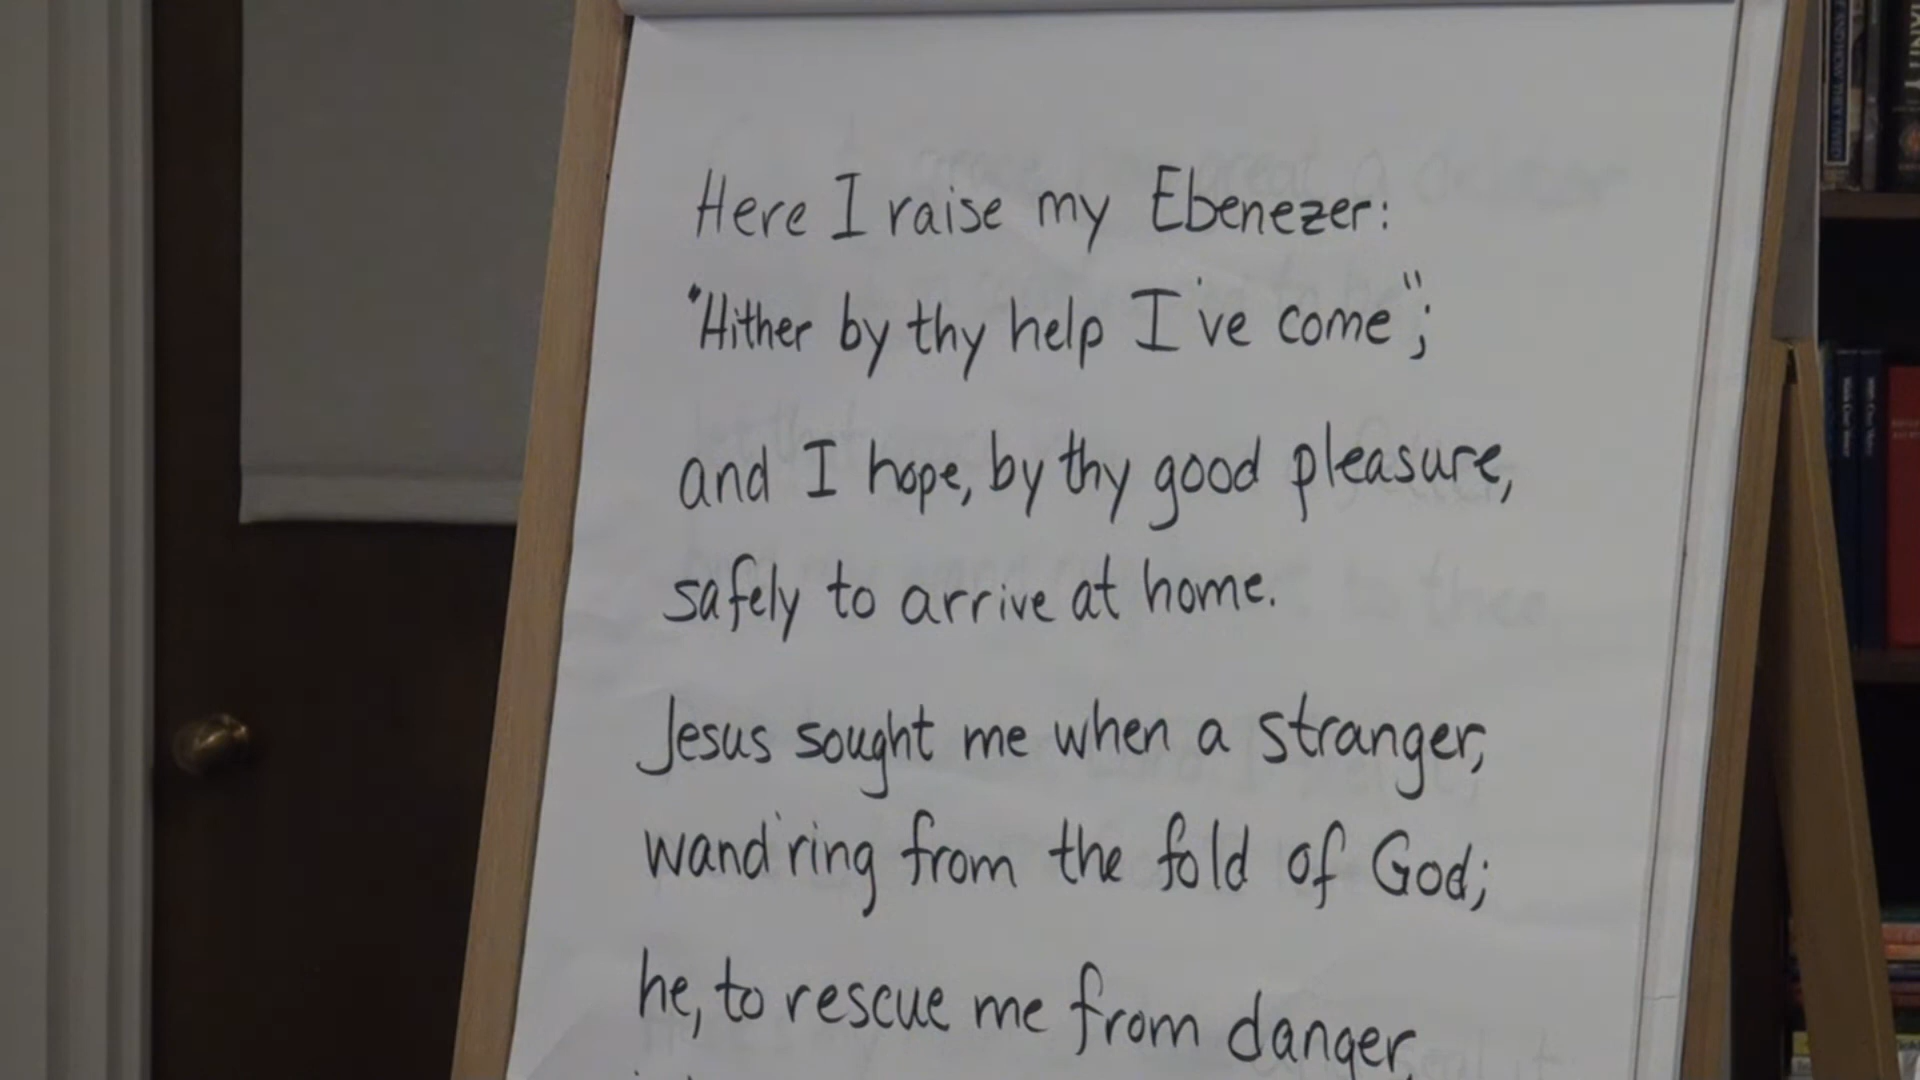 Here I raise my Ebenezer:
"Hither by thy help I've come";
and I hope, by thy good pleasure,
safely to arrive at home.
Jesus sought me when a stranger,
wand'ring from the fold of God;
he, to rescue me from danger,